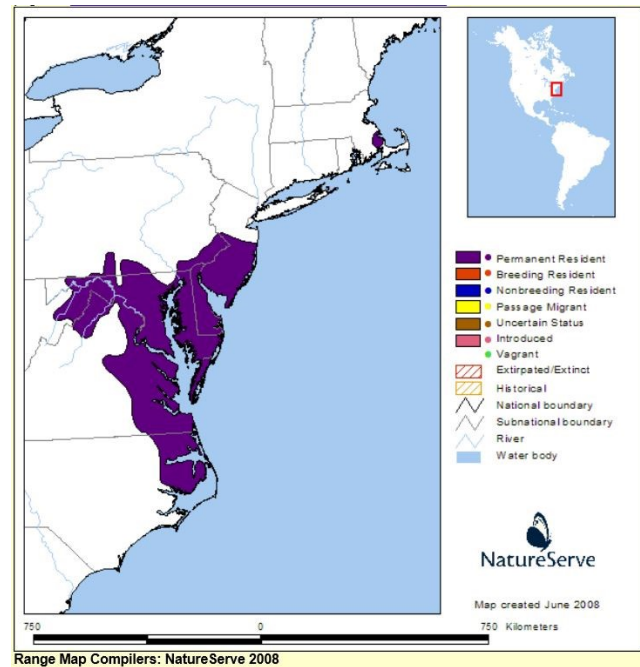 Permanent Resident
Breeding Resident
Nonbreeding Resident
Passage Migrant
Uncertain Status
Introduced
Vagrant
Extirpated/Extinct
Historical
National boundary
Subnational boundary
River
Water body
NatureServe
Map created June 2008
750 0 750 Kilometers
Range Map Compilers: NatureServe 2008